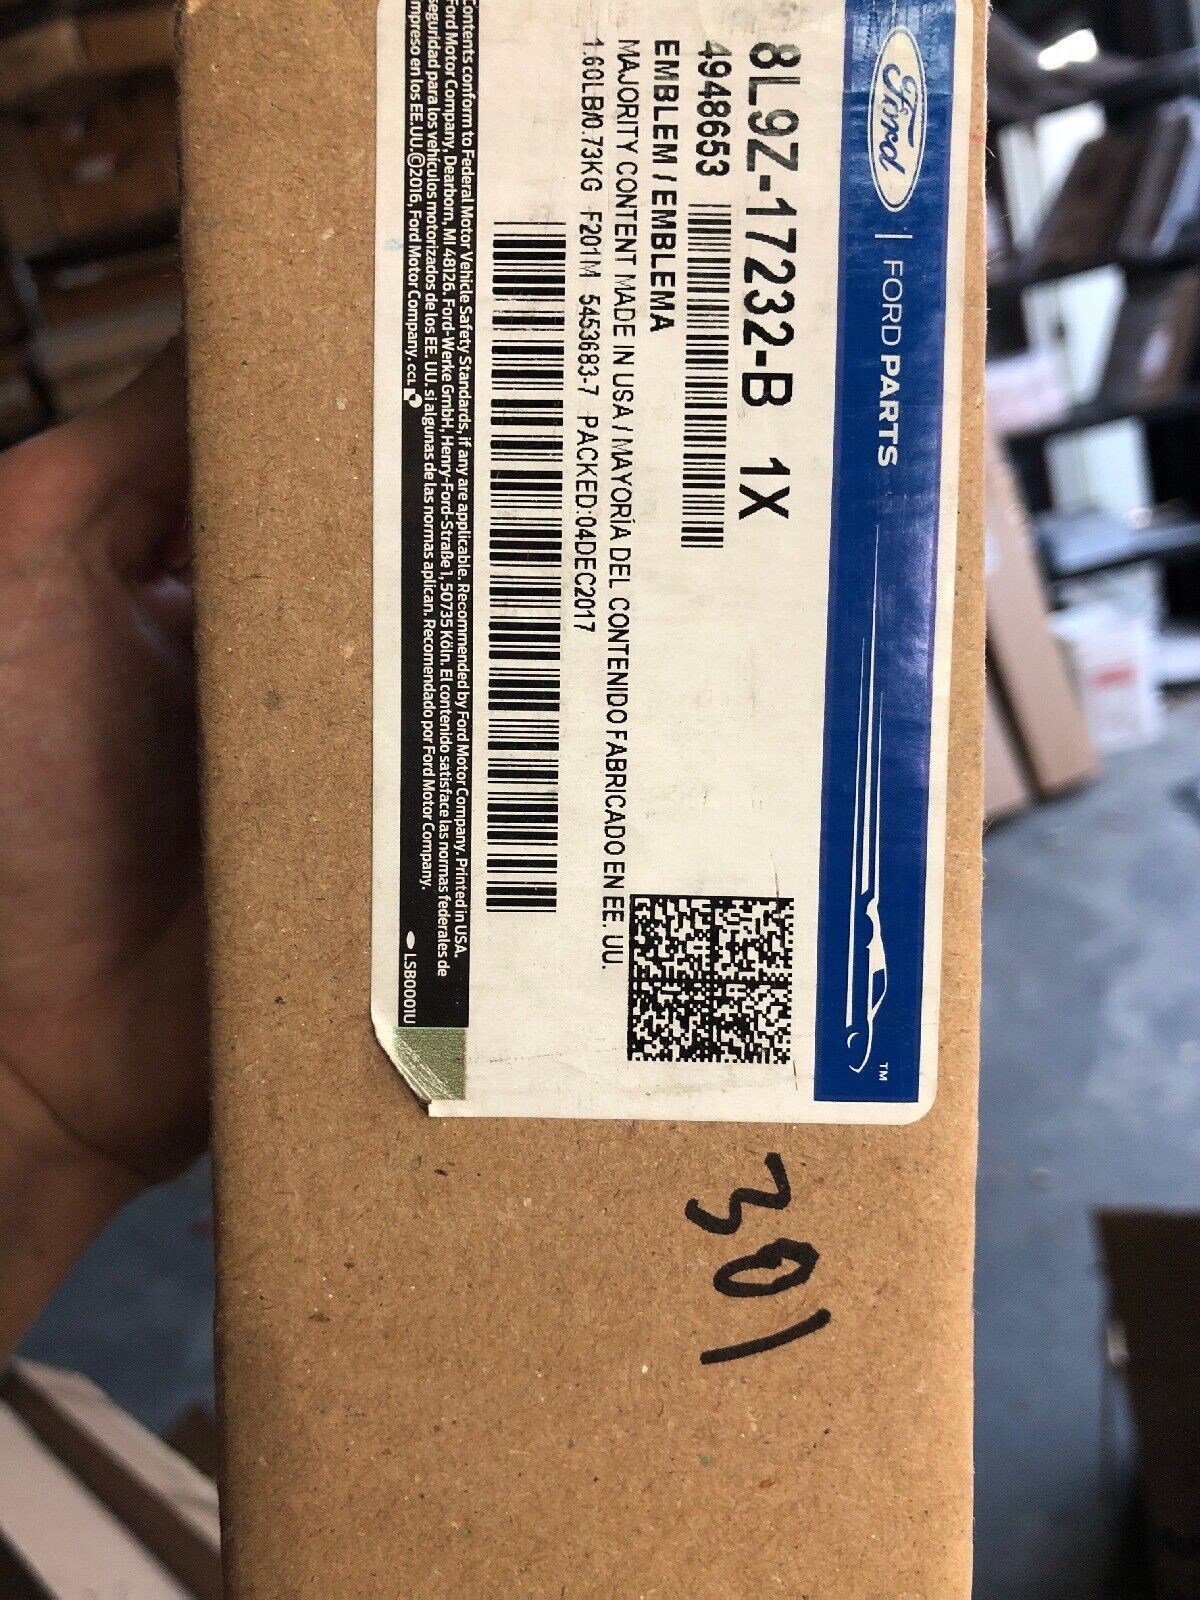 Ford | FORD PARTS ™
8L9Z-17232-B 1X
4948653
EMBLEM / EMBLEMA
MAJORITY CONTENT MADE IN USA / MAYORÍA DEL CONTENIDO FABRICADO EN EE. UU.
1.60LB/0.73KG F201M 5453683-7 PACKED:04DEC2017
Contents conform to Federal Motor Vehicle Safety Standards, if any are applicable. Recommended by Ford Motor Company. Printed in USA.
Ford Motor Company, Dearborn, MI 48126. Ford-Werke GmbH, Henry-Ford-Straße 1, 50735 Köln. El contenido satisface las normas federales de
seguridad para los vehículos motorizados de los EE. UU. si algunas de las normas aplican. Recomendado por Ford Motor Company.
Impreso en los EE.UU. ©2016, Ford Motor Company. CCL
LSB0001U
301